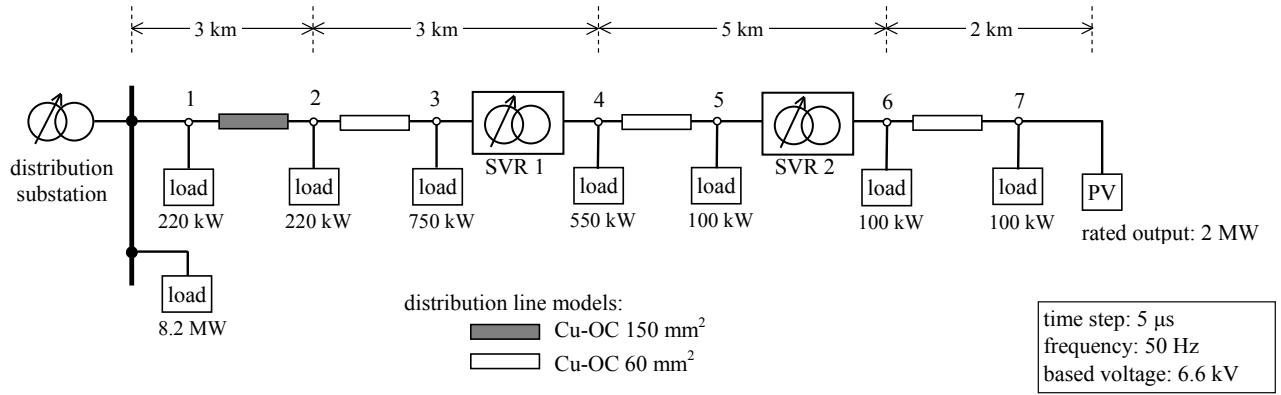 3 km
3 km
5 km
2 km
1
2
3
4
5
6
7
distribution
substation
SVR 1
SVR 2
load
220 kW
load
220 kW
load
750 kW
load
550 kW
load
100 kW
load
100 kW
load
100 kW
PV
rated output: 2 MW
load
8.2 MW
distribution line models:
Cu-OC 150 mm²
Cu-OC 60 mm²
time step: 5 μs
frequency: 50 Hz
based voltage: 6.6 kV